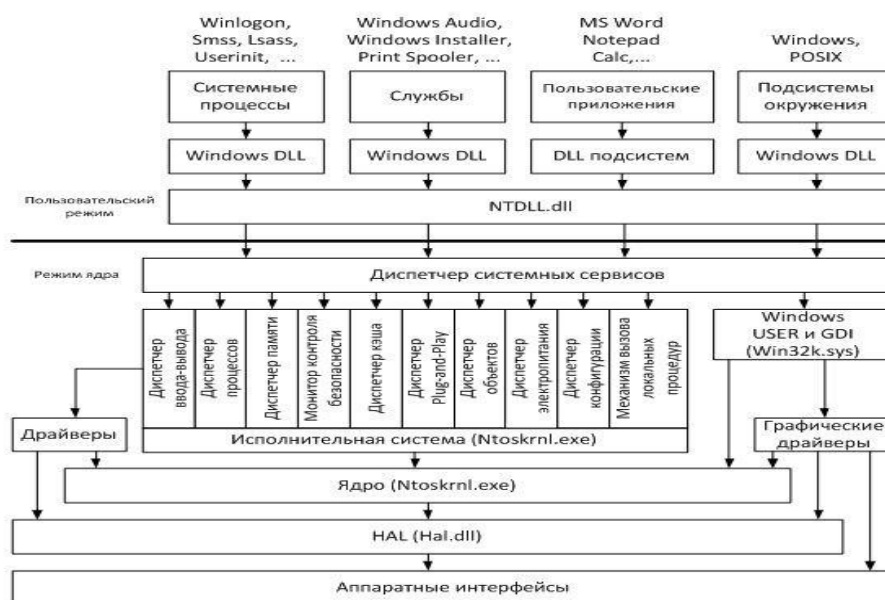 Winlogon,
Smss, Lsass,
Userinit, ...
Windows Audio,
Windows Installer,
Print Spooler, ...
MS Word
Notepad
Calc,...
Windows,
POSIX
Системные
процессы
Службы
Пользовательские
приложения
Подсистемы
окружения
Windows DLL
Windows DLL
DLL подсистем
Windows DLL
Пользовательский
режим
NTDLL.dll
Режим ядра
Диспетчер системных сервисов
Диспетчер
ввода-вывода
Диспетчер
процессов
Диспетчер памяти
Монитор контроля
безопасности
Диспетчер кэша
Диспетчер
Plug-and-Play
Диспетчер
объектов
Диспетчер
электропитания
Диспетчер
конфигурации
Механизм вызова
локальных
процедур
Windows
USER и GDI
(Win32k.sys)
Драйверы
Исполнительная система (Ntoskrnl.exe)
Графические
драйверы
Ядро (Ntoskrnl.exe)
HAL (Hal.dll)
Аппаратные интерфейсы